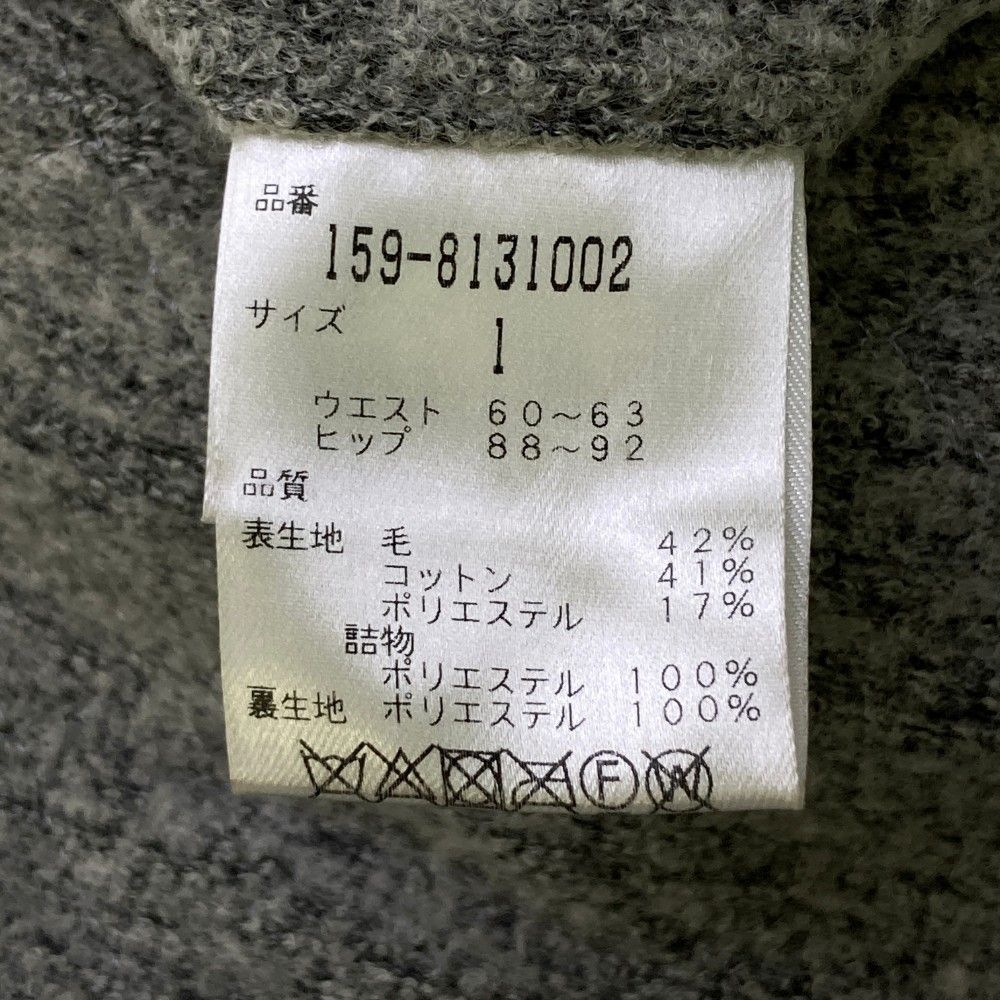 品番
159-8131002
サイズ
1
ウエスト 60〜63
ヒップ 88〜92
品質
表生地 毛 42%
コットン 41%
ポリエステル 17%
詰物
ポリエステル 100%
裏生地 ポリエステル 100%
F W